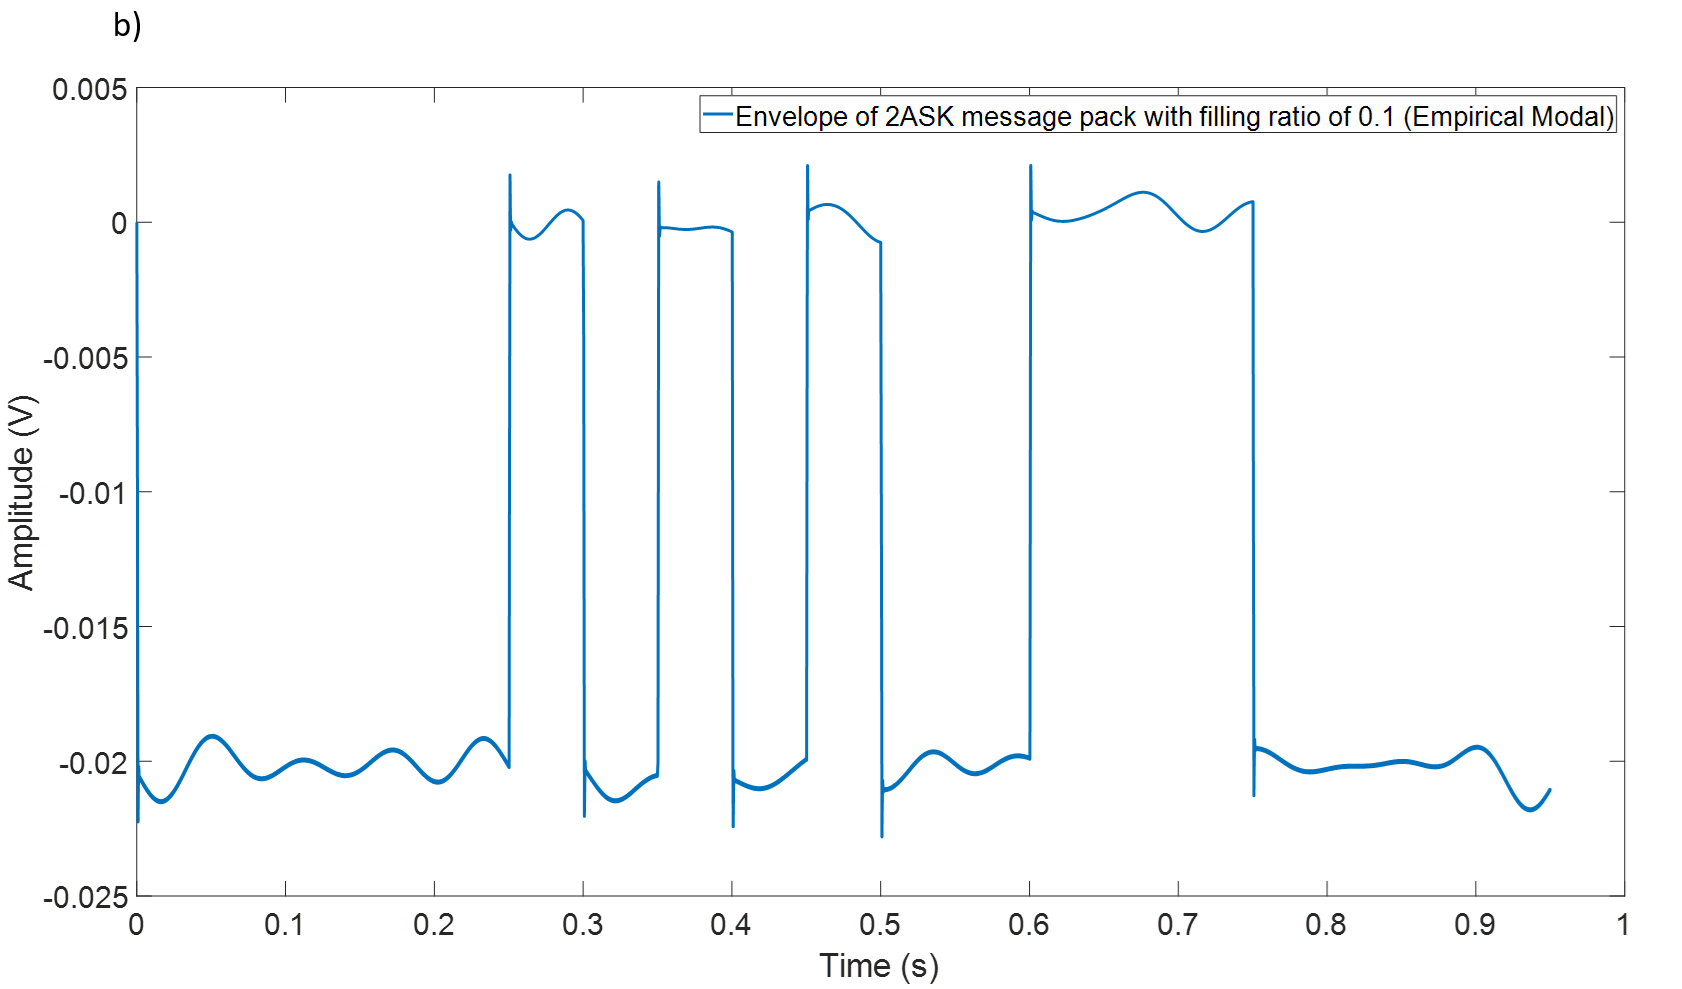 b)
Envelope of 2ASK message pack with filling ratio of 0.1 (Empirical Modal)
0.005
0
-0.005
-0.01
-0.015
-0.02
-0.025
Amplitude (V)
0 0.1 0.2 0.3 0.4 0.5 0.6 0.7 0.8 0.9 1
Time (s)